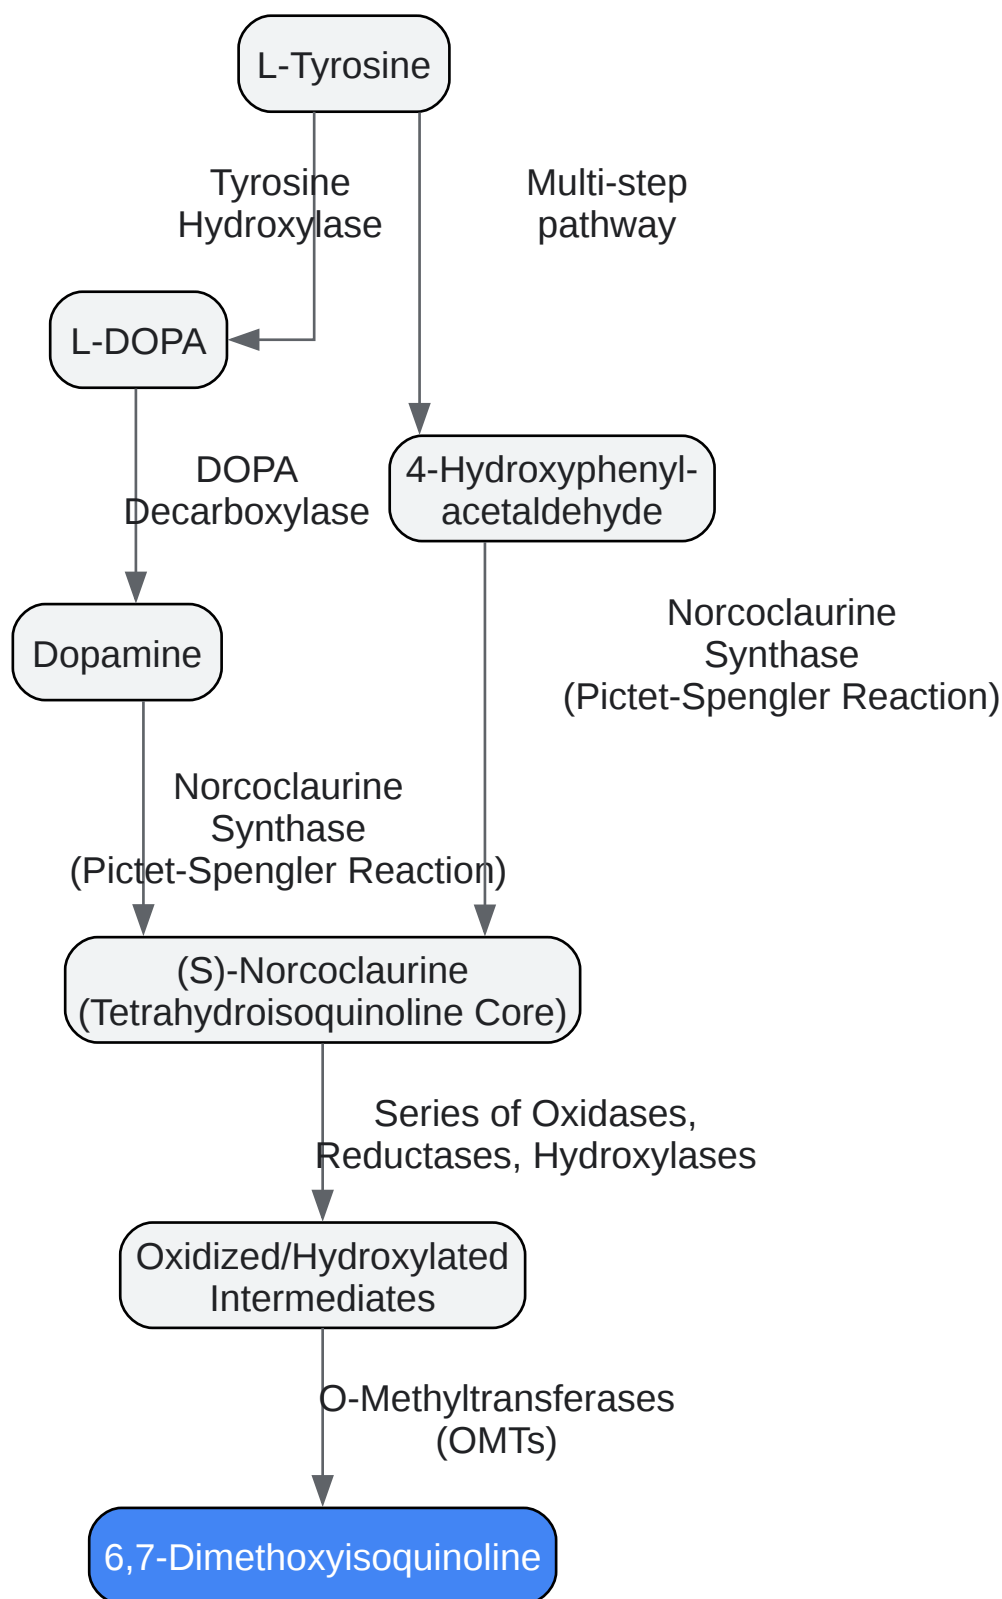 L-Tyrosine
Tyrosine
Hydroxylase
Multi-step
pathway
L-DOPA
DOPA
Decarboxylase
4-Hydroxyphenyl-
acetaldehyde
Dopamine
Norcoclaurine
Synthase
(Pictet-Spengler Reaction)
Norcoclaurine
Synthase
(Pictet-Spengler Reaction)
(S)-Norcoclaurine
(Tetrahydroisoquinoline Core)
Series of Oxidases,
Reductases, Hydroxylases
Oxidized/Hydroxylated
Intermediates
O-Methyltransferases
(OMTs)
6,7-Dimethoxyisoquinoline